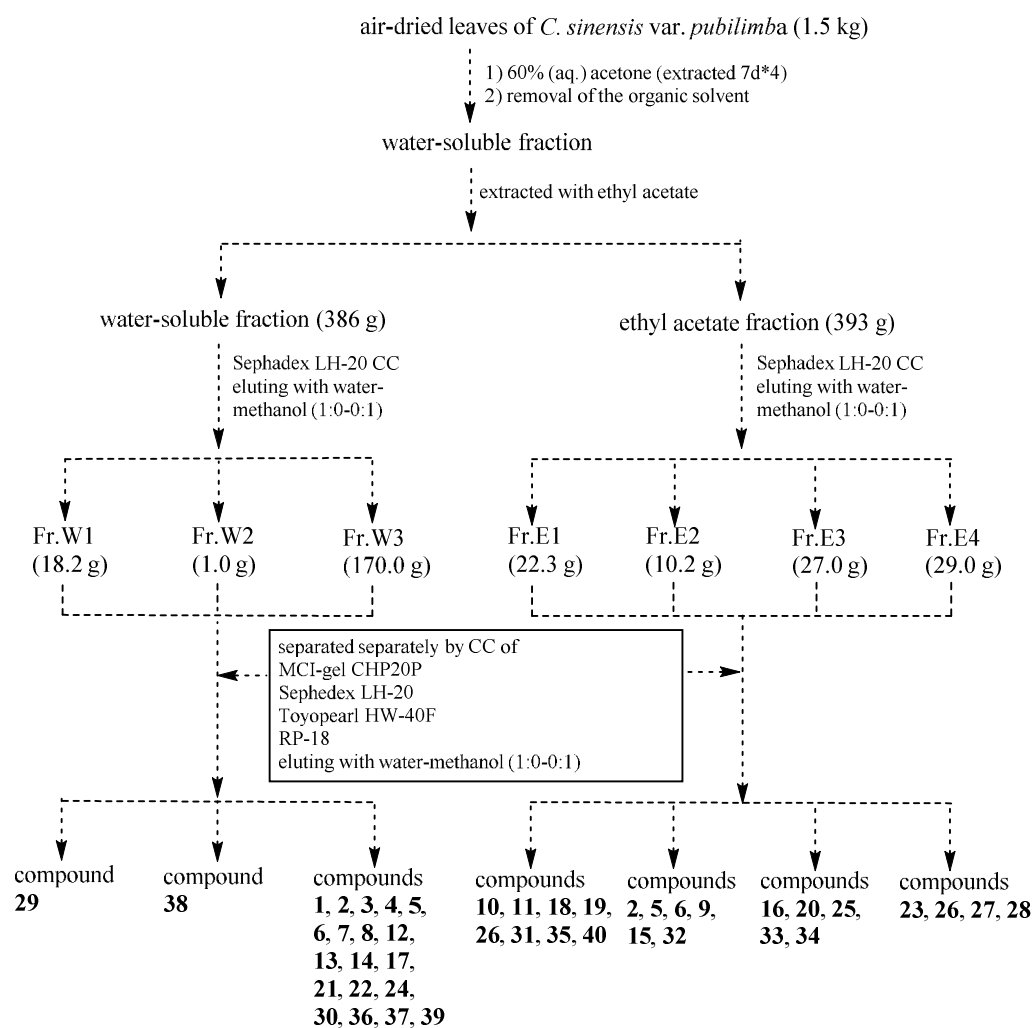 air-dried leaves of C. sinensis var. pubilimba (1.5 kg)
1) 60% (aq.) acetone (extracted 7d*4)
2) removal of the organic solvent
water-soluble fraction
extracted with ethyl acetate
water-soluble fraction (386 g)
ethyl acetate fraction (393 g)
Sephadex LH-20 CC
eluting with water-
methanol (1:0-0:1)
Sephadex LH-20 CC
eluting with water-
methanol (1:0-0:1)
Fr.W1
(18.2 g)
Fr.W2
(1.0 g)
Fr.W3
(170.0 g)
Fr.E1
(22.3 g)
Fr.E2
(10.2 g)
Fr.E3
(27.0 g)
Fr.E4
(29.0 g)
separated separately by CC of
MCI-gel CHP20P
Sephedex LH-20
Toyopearl HW-40F
RP-18
eluting with water-methanol (1:0-0:1)
compound
29
compound
38
compounds
1, 2, 3, 4, 5,
6, 7, 8, 12,
13, 14, 17,
21, 22, 24,
30, 36, 37, 39
compounds
10, 11, 18, 19,
26, 31, 35, 40
compounds
2, 5, 6, 9,
15, 32
compounds
16, 20, 25,
33, 34
compounds
23, 26, 27, 28